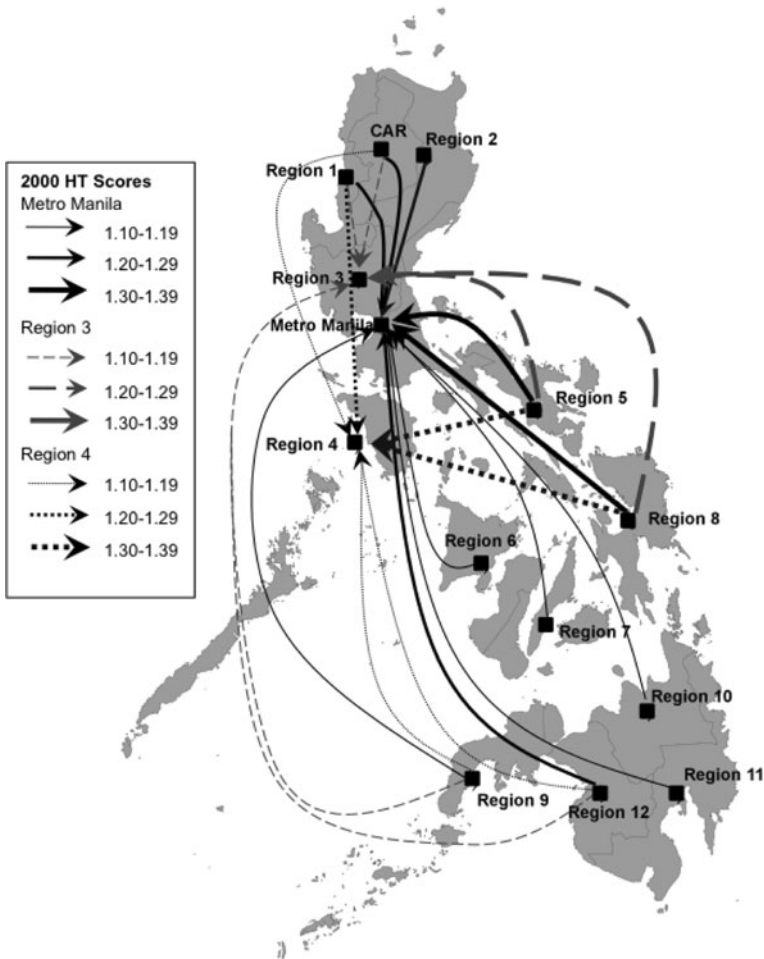 CAR
Region 2
Region 1
2000 HT Scores
Metro Manila
1.10-1.19
1.20-1.29
1.30-1.39
Region 3
1.10-1.19
1.20-1.29
1.30-1.39
Region 4
1.10-1.19
1.20-1.29
1.30-1.39
Region 3
Metro Manila
Region 5
Region 4
Region 8
Region 6
Region 7
Region 10
Region 11
Region 9
Region 12